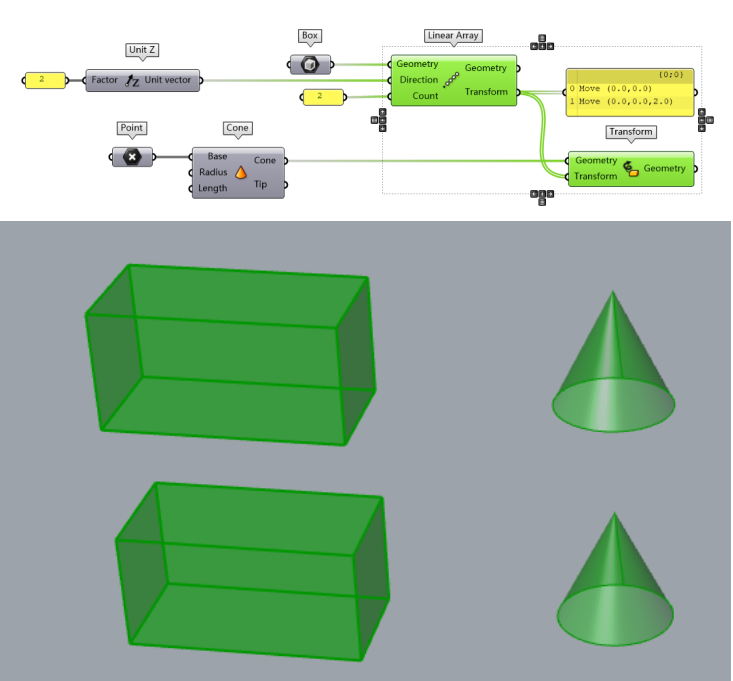 Unit Z
Box
Linear Array
2
Factor
Unit vector
Geometry
Direction
Count
Geometry
Transform
2
{0;0}
0 Move (0.0,0.0)
1 Move (0.0,0.0,2.0)
Point
Cone
Transform
Base
Radius
Length
Cone
Tip
Geometry
Transform
Geometry